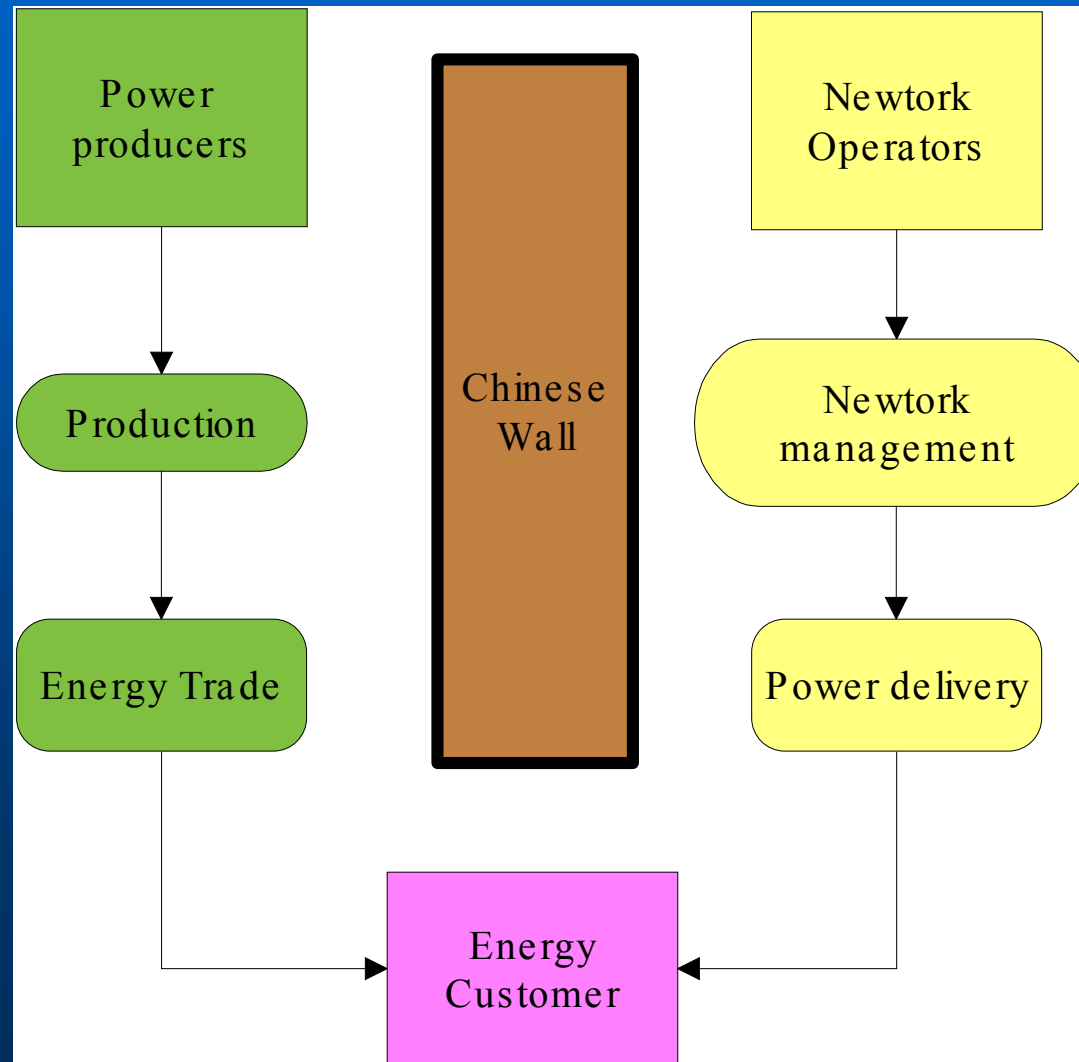 Power
producers
Production
Energy Trade
Chinese
Wall
Newtork
Operators
Newtork
management
Power delivery
Energy
Customer